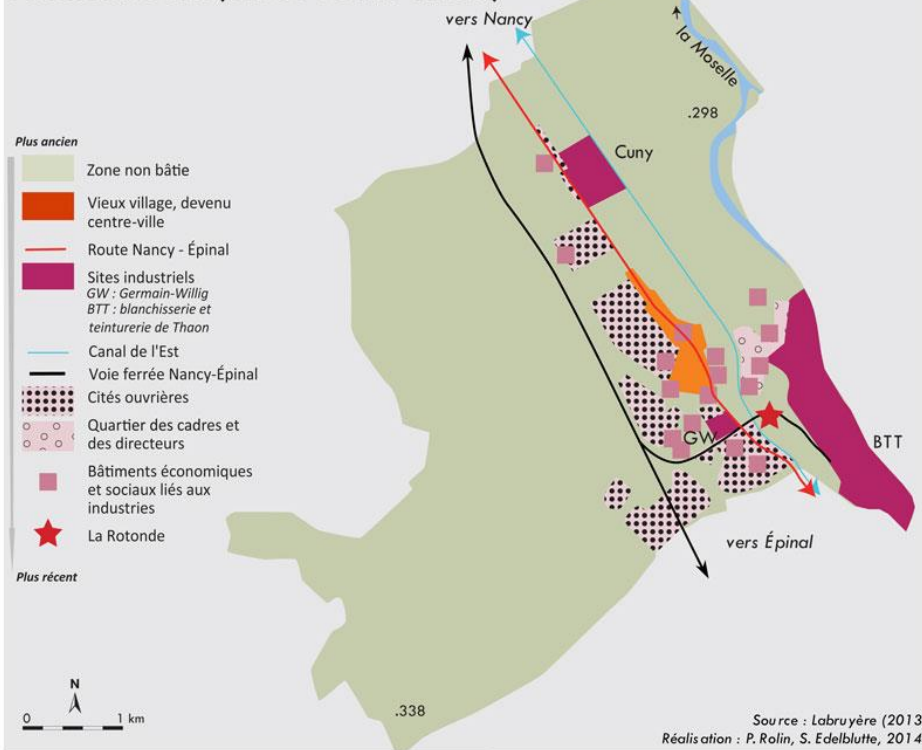 vers Nancy
la Moselle
.298
Cuny
Plus ancien
Zone non bâtie
Vieux village, devenu
centre-ville
Route Nancy - Épinal
Sites industriels
GW : Germain-Willig
BTT : blanchisserie et
teinturerie de Thaon
Canal de l'Est
Voie ferrée Nancy-Épinal
Cités ouvrières
Quartier des cadres et
des directeurs
Bâtiments économiques
et sociaux liés aux
industries
La Rotonde
Plus récent
GW
BTT
vers Épinal
N
0 1 km
.338
Source : Labruyère (2013
Réalisation : P. Rolin, S. Edelblutte, 2014